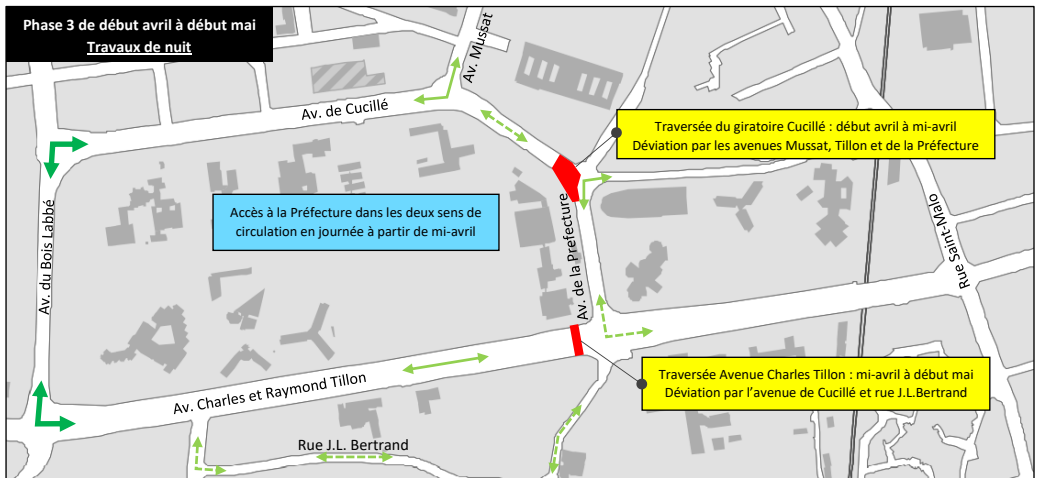 Phase 3 de début avril à début mai
Travaux de nuit
Av. Mussat
Av. de Cucillé
Traversée du giratoire Cucillé : début avril à mi-avril
Déviation par les avenues Mussat, Tillon et de la Préfecture
Accès à la Préfecture dans les deux sens de
circulation en journée à partir de mi-avril
Av. du Bois Labbé
Av. de la Prefecture
Rue Saint-Malo
Traversée Avenue Charles Tillon : mi-avril à début mai
Déviation par l’avenue de Cucillé et rue J.L.Bertrand
Av. Charles et Raymond Tillon
Rue J.L. Bertrand